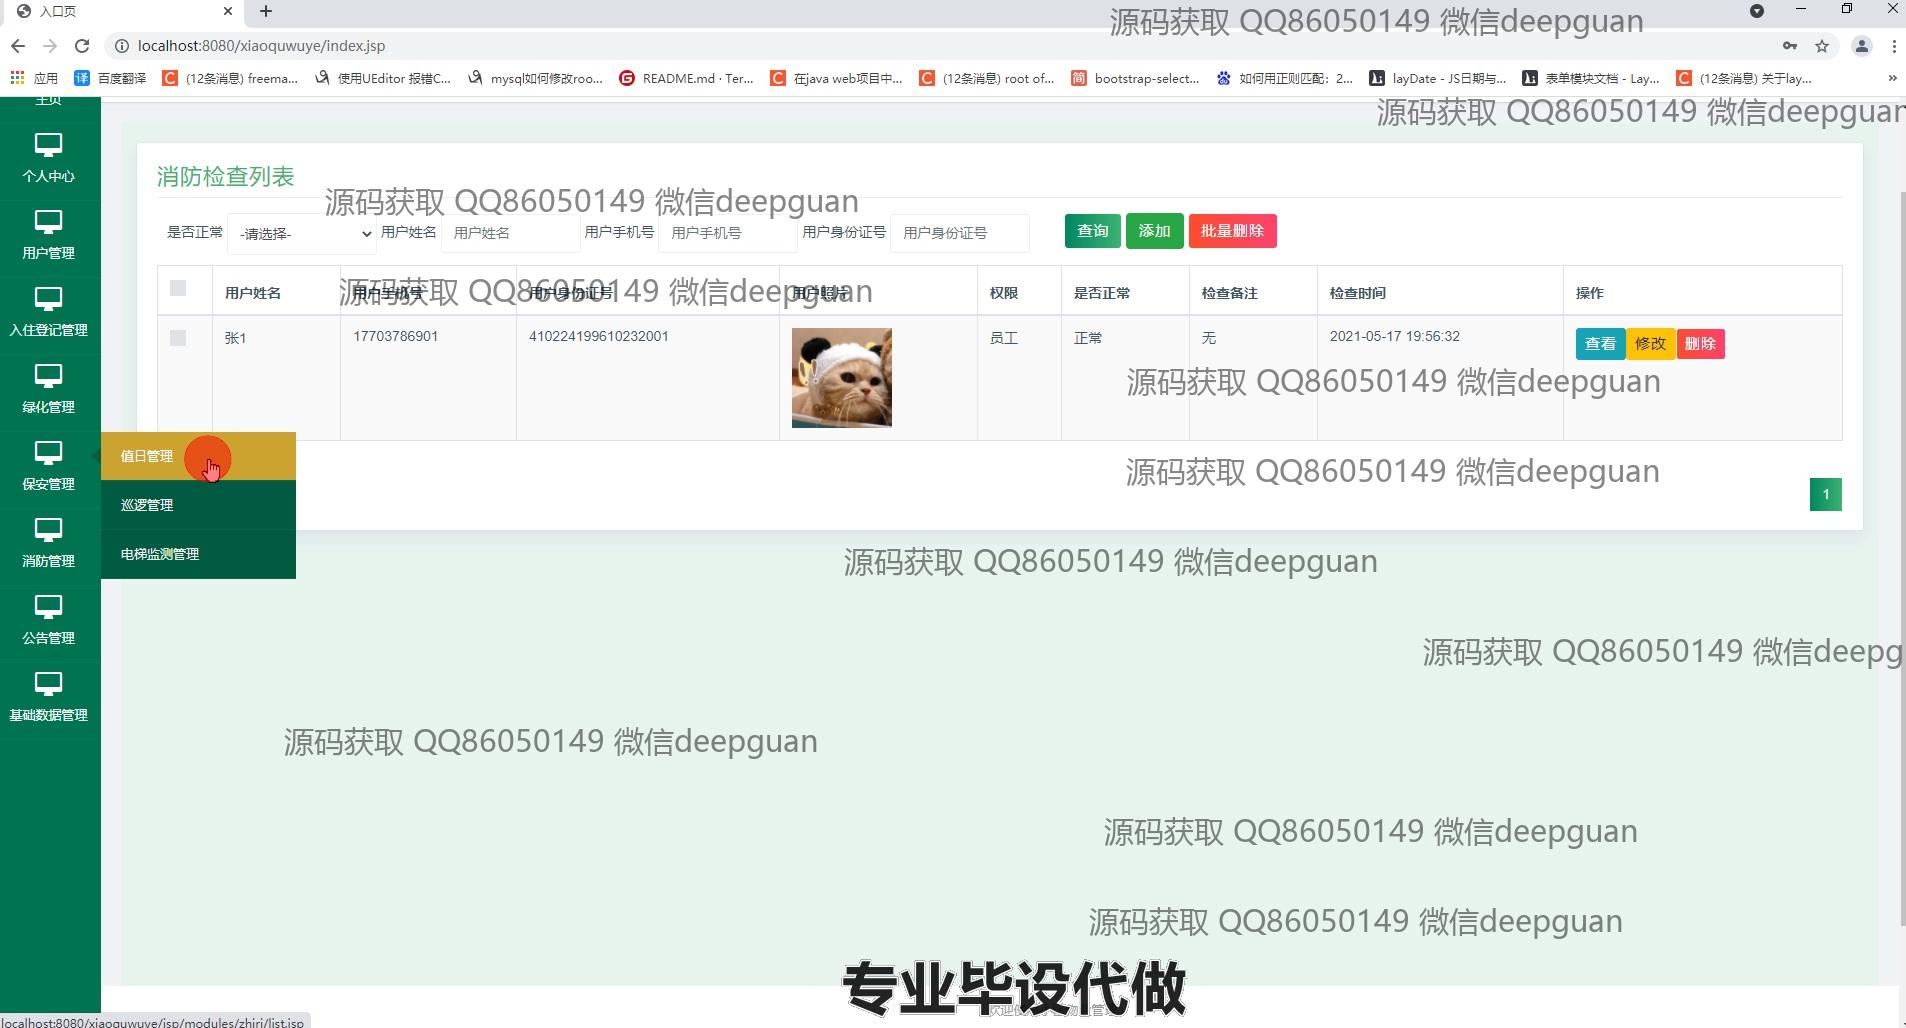 入口页
源码获取 QQ86050149 微信deepguan
localhost:8080/xiaoquwuye/index.jsp
应用
百度翻译
(12条消息) freema...
使用UEditor 报错C...
mysql如何修改roo...
README.md · Ter...
在java web项目中...
(12条消息) root of...
bootstrap-select...
如何用正则匹配：2...
layDate - JS日期与...
表单模块文档 - Lay...
(12条消息) 关于lay...
»
源码获取 QQ86050149 微信deepguan
主页
个人中心
用户管理
入住登记管理
绿化管理
保安管理
消防管理
公告管理
基础数据管理
值日管理
巡逻管理
电梯监测管理
消防检查列表
源码获取 QQ86050149 微信deepguan
是否正常 -请选择- 用户姓名 用户姓名 用户手机号 用户手机号 用户身份证号 用户身份证号 查询 添加 批量删除
源码获取 QQ86050149 微信deepguan
用户姓名 用户手机号 用户身份证号 用户照片 权限 是否正常 检查备注 检查时间 操作
张1 17703786901 410224199610232001 员工 正常 无 2021-05-17 19:56:32 查看 修改 删除
源码获取 QQ86050149 微信deepguan
源码获取 QQ86050149 微信deepguan
1
源码获取 QQ86050149 微信deepguan
源码获取 QQ86050149 微信deepg
源码获取 QQ86050149 微信deepguan
源码获取 QQ86050149 微信deepguan
源码获取 QQ86050149 微信deepguan
专业毕设代做
localhost:8080/xiaoquwuye/jsp/modules/zhiri/list.jsp